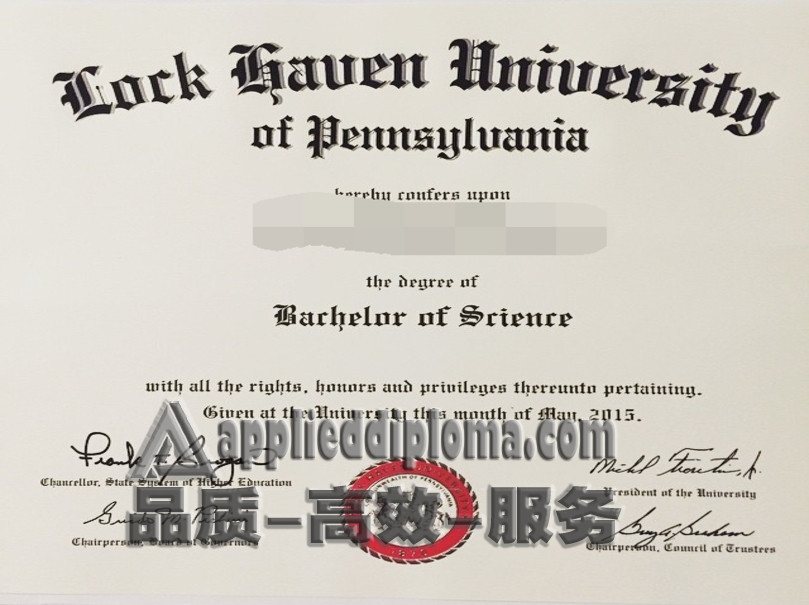 Lock Haven University
of Pennsylvania
hereby confers upon
the degree of
Bachelor of Science
with all the rights, honors and privileges thereunto pertaining.
Given at the University this month of May, 2015.
applieddiploma.com
Chancellor, State System of Higher Education
President of the University
品质-高效-服务
Chairperson, Board of Governors
Chairperson, Council of Trustees